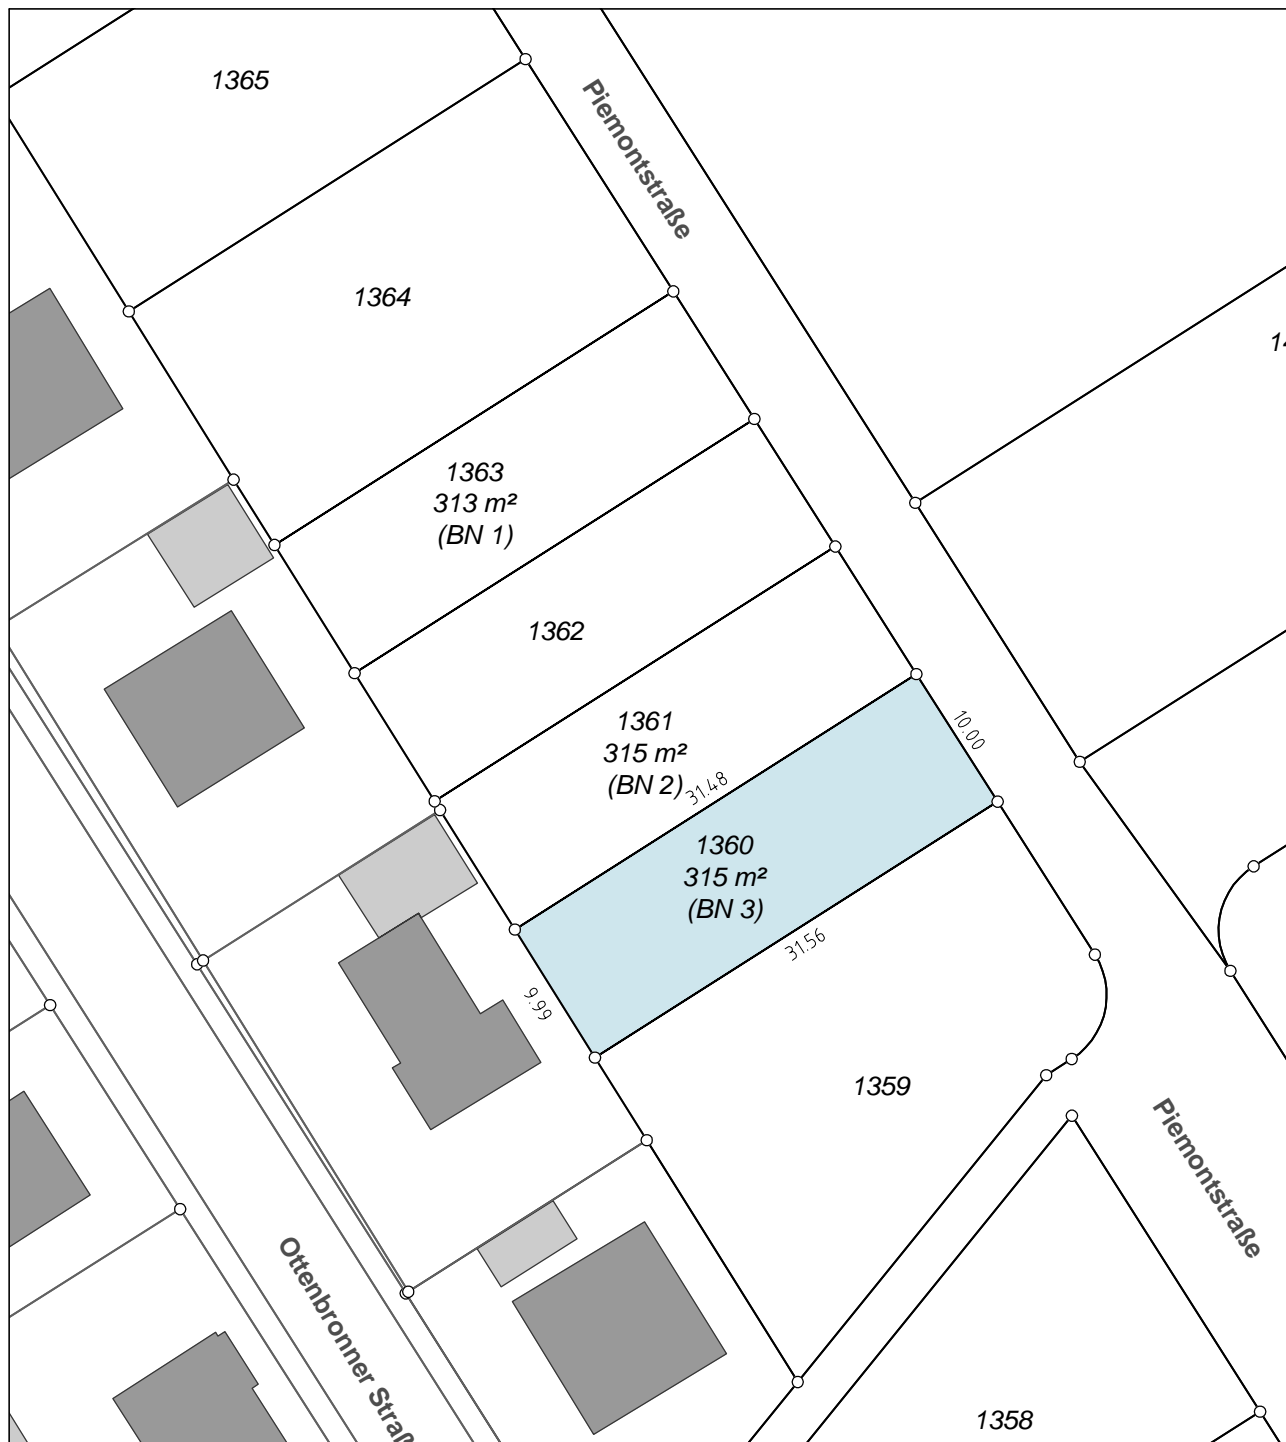 1365
Piemontstraße
1364
1363
313 m²
(BN 1)
1362
1361
315 m²
(BN 2)
31.48
10.00
1360
315 m²
(BN 3)
31.56
9.99
1359
Piemontstraße
Ottenbronner
1358